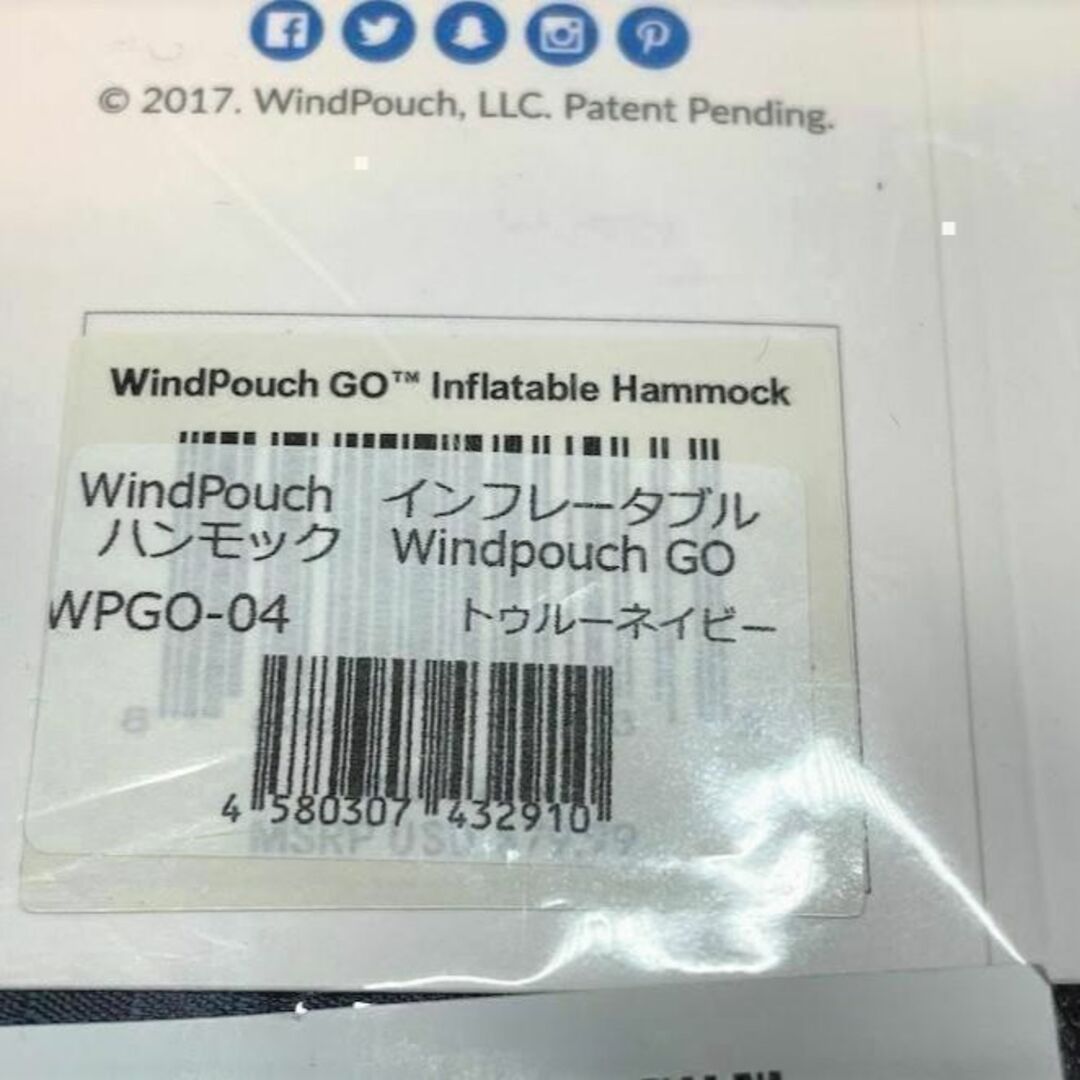 © 2017. WindPouch, LLC. Patent Pending.
WindPouch GO™ Inflatable Hammock
WindPouch インフレータブル
ハンモック Windpouch GO
WPGO-04 トゥルーネイビー
4 580307 432910
MSRP USD